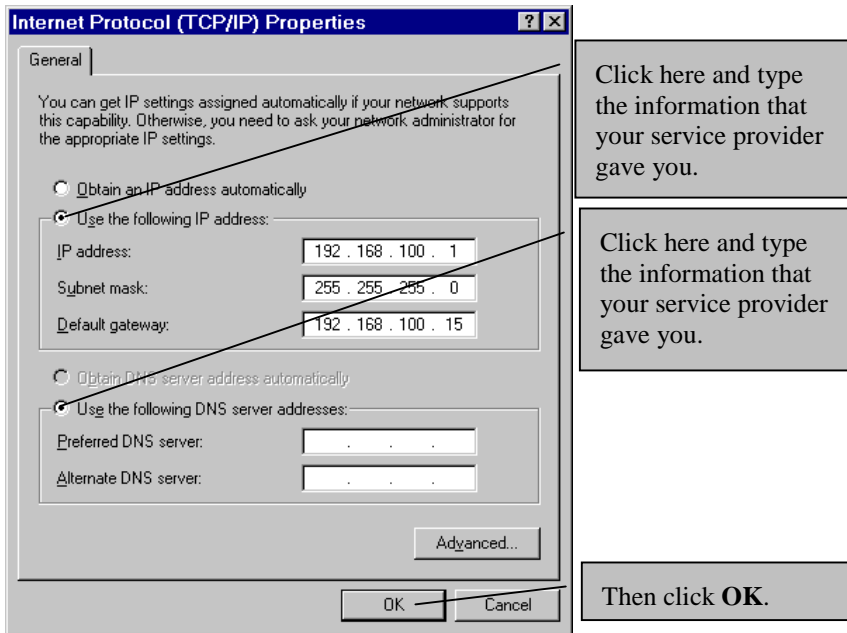 Internet Protocol (TCP/IP) Properties
General
You can get IP settings assigned automatically if your network supports
this capability. Otherwise, you need to ask your network administrator for
the appropriate IP settings.
Obtain an IP address automatically
Use the following IP address:
IP address: 192 . 168 . 100 . 1
Subnet mask: 255 . 255 . 255 . 0
Default gateway: 192 . 168 . 100 . 15
Obtain DNS server address automatically
Use the following DNS server addresses:
Preferred DNS server: . . .
Alternate DNS server: . . .
Advanced...
OK Cancel
Click here and type
the information that
your service provider
gave you.
Click here and type
the information that
your service provider
gave you.
Then click OK.